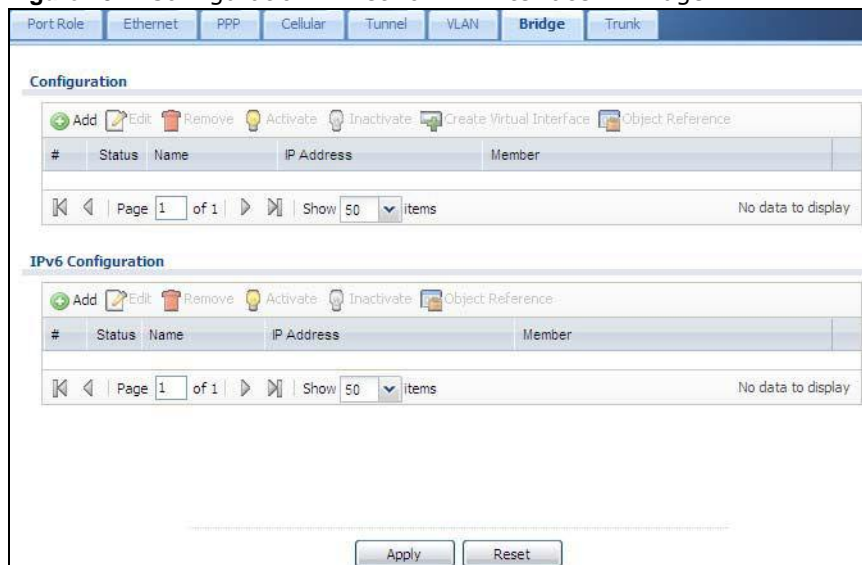 Port Role Ethernet PPP Cellular Tunnel VLAN Bridge Trunk
Configuration
Add Edit Remove Activate Inactivate Create Virtual Interface Object Reference
# Status Name IP Address Member
Page 1 of 1 Show 50 items No data to display
IPv6 Configuration
Add Edit Remove Activate Inactivate Object Reference
# Status Name IP Address Member
Page 1 of 1 Show 50 items No data to display
Apply Reset